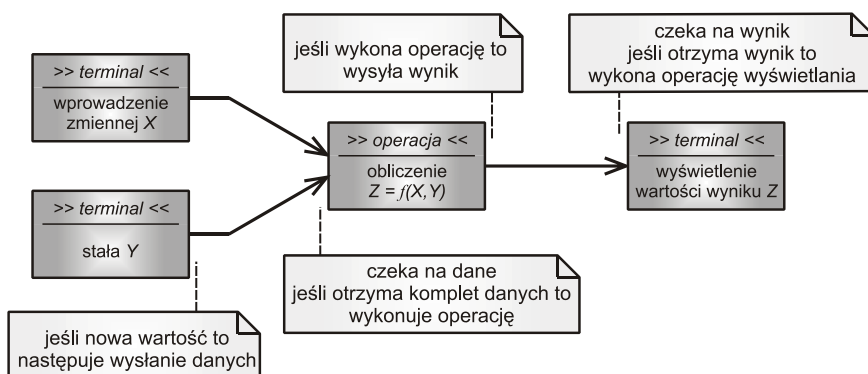 jeśli wykona operację to
wysyła wynik
czeka na wynik
jeśli otrzyma wynik to
wykona operację wyświetlania
>> terminal <<
wprowadzenie
zmiennej X
>> operacja <<
obliczenie
Z = f(X,Y)
>> terminal <<
wyświetlenie
wartości wyniku Z
>> terminal <<
stała Y
czeka na dane
jeśli otrzyma komplet danych to
wykonuje operację
jeśli nowa wartość to
następuje wysłanie danych